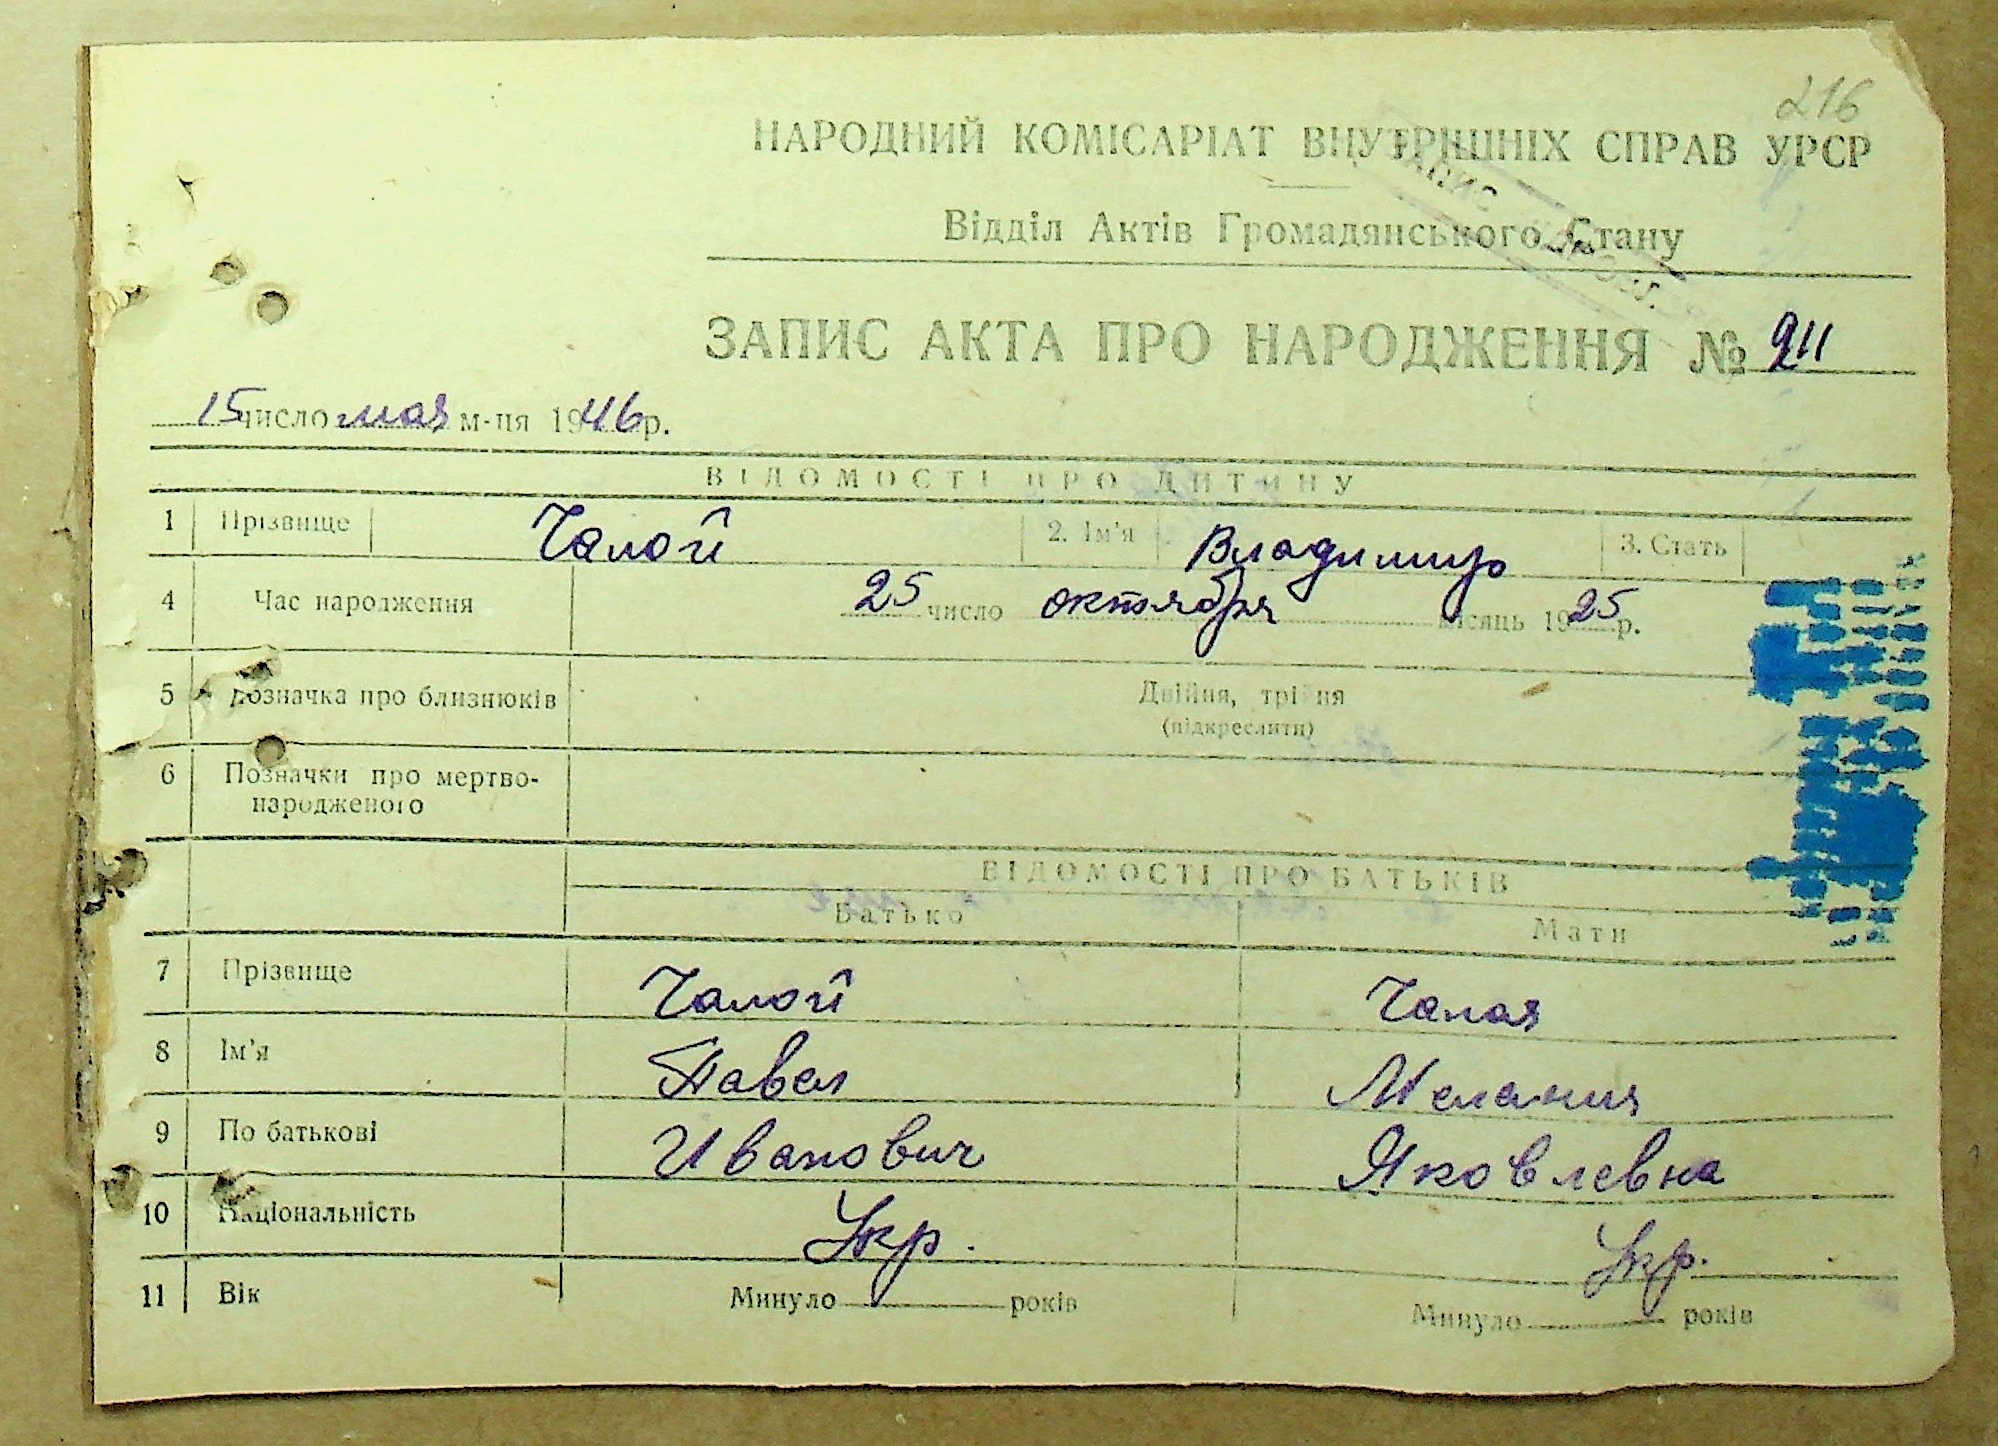 216
НАРОДНИЙ КОМІСАРІАТ ВНУТРІШНІХ СПРАВ УРСР
Відділ Актів Громадянського Стану
ЗАПИС АКТА ПРО НАРОДЖЕННЯ № 211
15 число мая м-ця 1946 р.
ВІДОМОСТІ ПРО ДИТИНУ
1 Прізвище Чалой 2. Ім'я Владимир 3. Стать
4 Час народження 25 число октября місяць 1925 р.
5 Позначка про близнюків Двійня, трійня
(підкреслити)
6 Позначки про мертво-
народженого
ВІДОМОСТІ ПРО БАТЬКІВ
Батько Мати
7 Прізвище Чалой Чалая
8 Ім'я Павел Мелания
9 По батькові Иванович Яковлевна
10 Національність Укр. Укр.
11 Вік Минуло років Минуло років